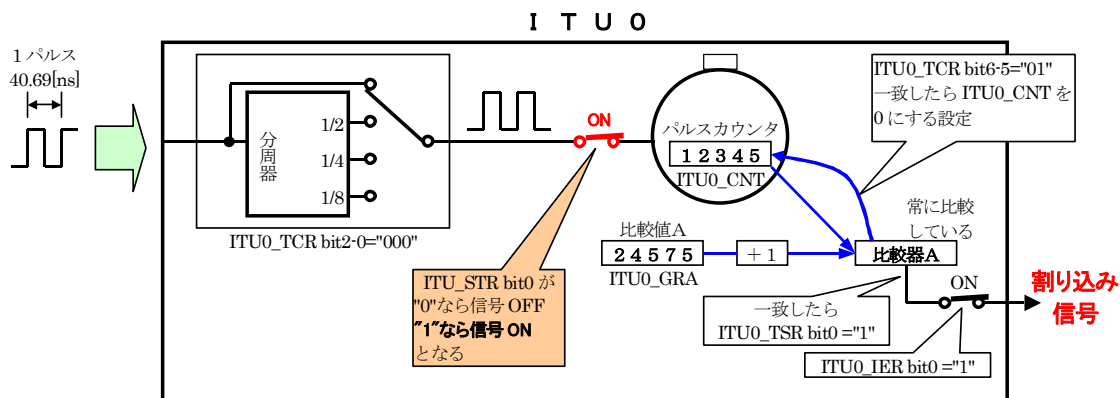 ＩＴＵ０
1 パルス
40.69[ns]
分周器
1/2
1/4
1/8
ITU0_TCR bit2-0="000"
ON
パルスカウンタ
１２３４５
ITU0_CNT
ITU0_TCR bit6-5="01"
一致したら ITU0_CNT を
0 にする設定
ITU_STR bit0 が
"0"なら信号 OFF
"1"なら信号 ON
となる
比較値A
２４５７５
ITU0_GRA
＋1
常に比較
している
比較器A
一致したら
ITU0_TSR bit0 ="1"
ON
ITU0_IER bit0 ="1"
割り込み
信号